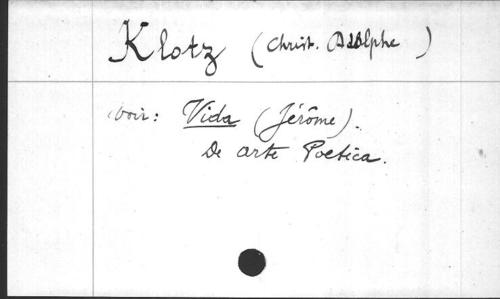 Klotz (Christ. Adolphe)
voir: Vida (Jérôme).
De arte Poetica.